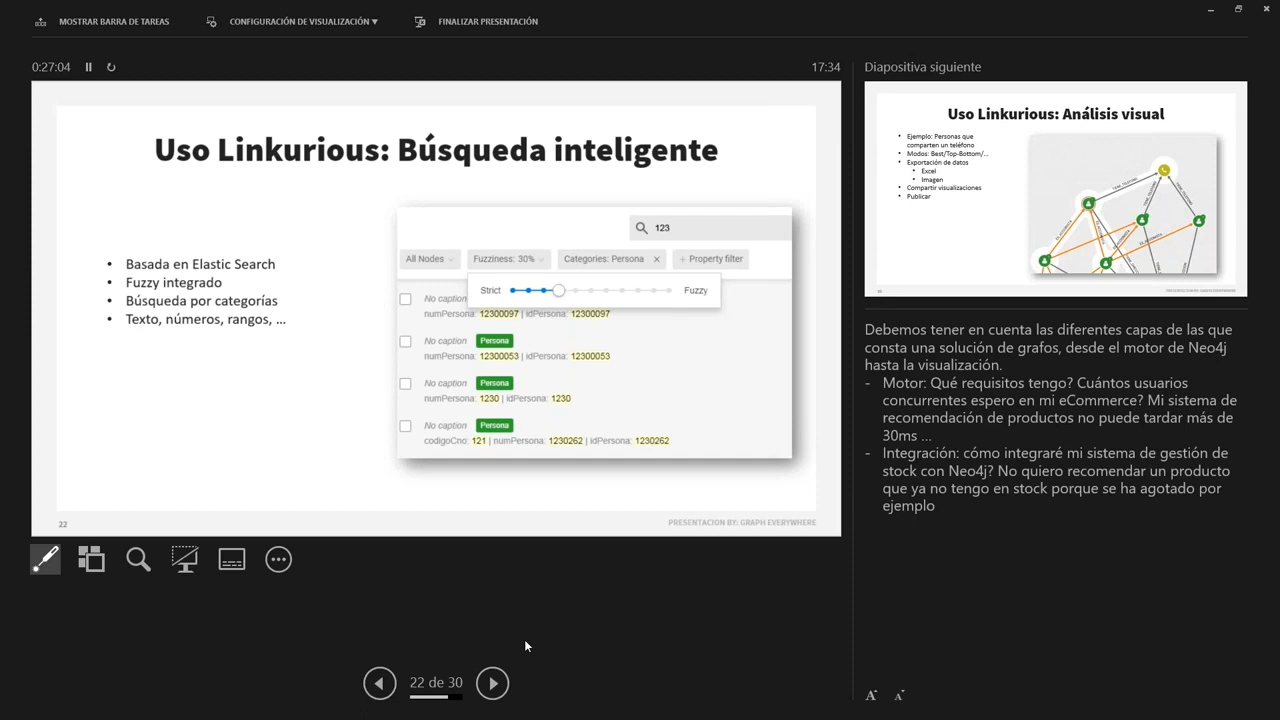 MOSTRAR BARRA DE TAREAS
CONFIGURACIÓN DE VISUALIZACIÓN ▼
FINALIZAR PRESENTACIÓN
0:27:04
17:34
Uso Linkurious: Búsqueda inteligente
• Basada en Elastic Search
• Fuzzy integrado
• Búsqueda por categorías
• Texto, números, rangos, ...
123
All Nodes
Fuzziness: 30%
Categories: Persona ×
+ Property filter
Strict
Fuzzy
No caption
numPersona: 12300097 | idPersona: 12300097
No caption Persona
numPersona: 12300053 | idPersona: 12300053
No caption Persona
numPersona: 1230 | idPersona: 1230
No caption Persona
codigoCno: 121 | numPersona: 1230262 | idPersona: 1230262
22
PRESENTACION BY: GRAPH EVERYWHERE
22 de 30
Diapositiva siguiente
Uso Linkurious: Análisis visual
• Ejemplo: Personas que
comparten un teléfono
• Modos: Best/Top-Bottom/...
• Exportación de datos
• Excel
• Imagen
• Compartir visualizaciones
• Publicar
Debemos tener en cuenta las diferentes capas de las que
consta una solución de grafos, desde el motor de Neo4j
hasta la visualización.
- Motor: Qué requisitos tengo? Cuántos usuarios
concurrentes espero en mi eCommerce? Mi sistema de
recomendación de productos no puede tardar más de
30ms ...
- Integración: cómo integraré mi sistema de gestión de
stock con Neo4j? No quiero recomendar un producto
que ya no tengo en stock porque se ha agotado por
ejemplo
A A